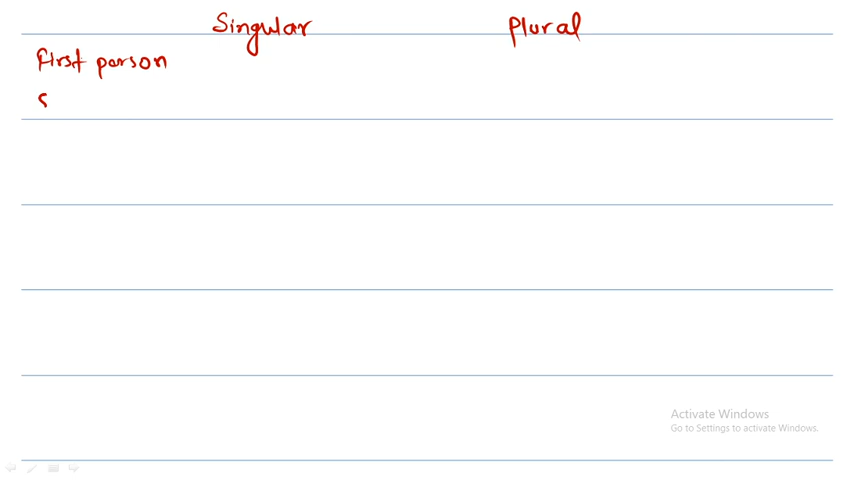 Singular Plural
First person
S
Activate Windows
Go to Settings to activate Windows.